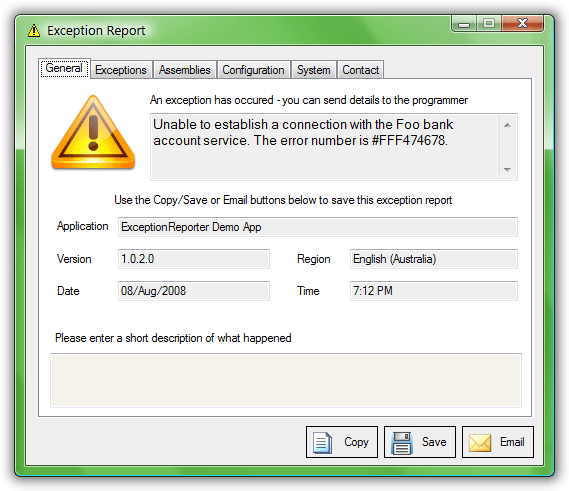 Exception Report
General Exceptions Assemblies Configuration System Contact
An exception has occured - you can send details to the programmer
Unable to establish a connection with the Foo bank
account service. The error number is #FFF474678.
Use the Copy/Save or Email buttons below to save this exception report
Application ExceptionReporter Demo App
Version 1.0.2.0 Region English (Australia)
Date 08/Aug/2008 Time 7:12 PM
Please enter a short description of what happened
Copy Save Email